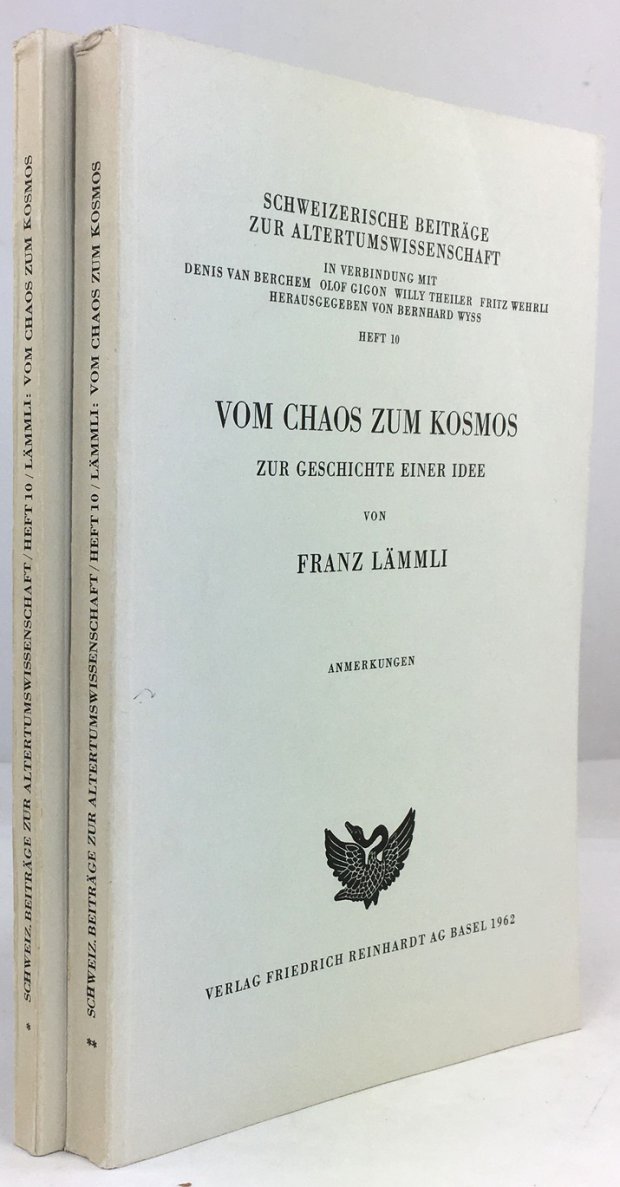 * SCHWEIZ. BEITRÄGE ZUR ALTERTUMSWISSENSCHAFT / HEFT 10 / LÄMMLI: VOM CHAOS ZUM KOSMOS
** SCHWEIZ. BEITRÄGE ZUR ALTERTUMSWISSENSCHAFT / HEFT 10 / LÄMMLI: VOM CHAOS ZUM KOSMOS
SCHWEIZERISCHE BEITRÄGE
ZUR ALTERTUMSWISSENSCHAFT
IN VERBINDUNG MIT
DENIS VAN BERCHEM OLOF GIGON WILLY THEILER FRITZ WEHRLI
HERAUSGEGEBEN VON BERNHARD WYSS
HEFT 10
VOM CHAOS ZUM KOSMOS
ZUR GESCHICHTE EINER IDEE
VON
FRANZ LÄMMLI
ANMERKUNGEN
VERLAG FRIEDRICH REINHARDT AG BASEL 1962